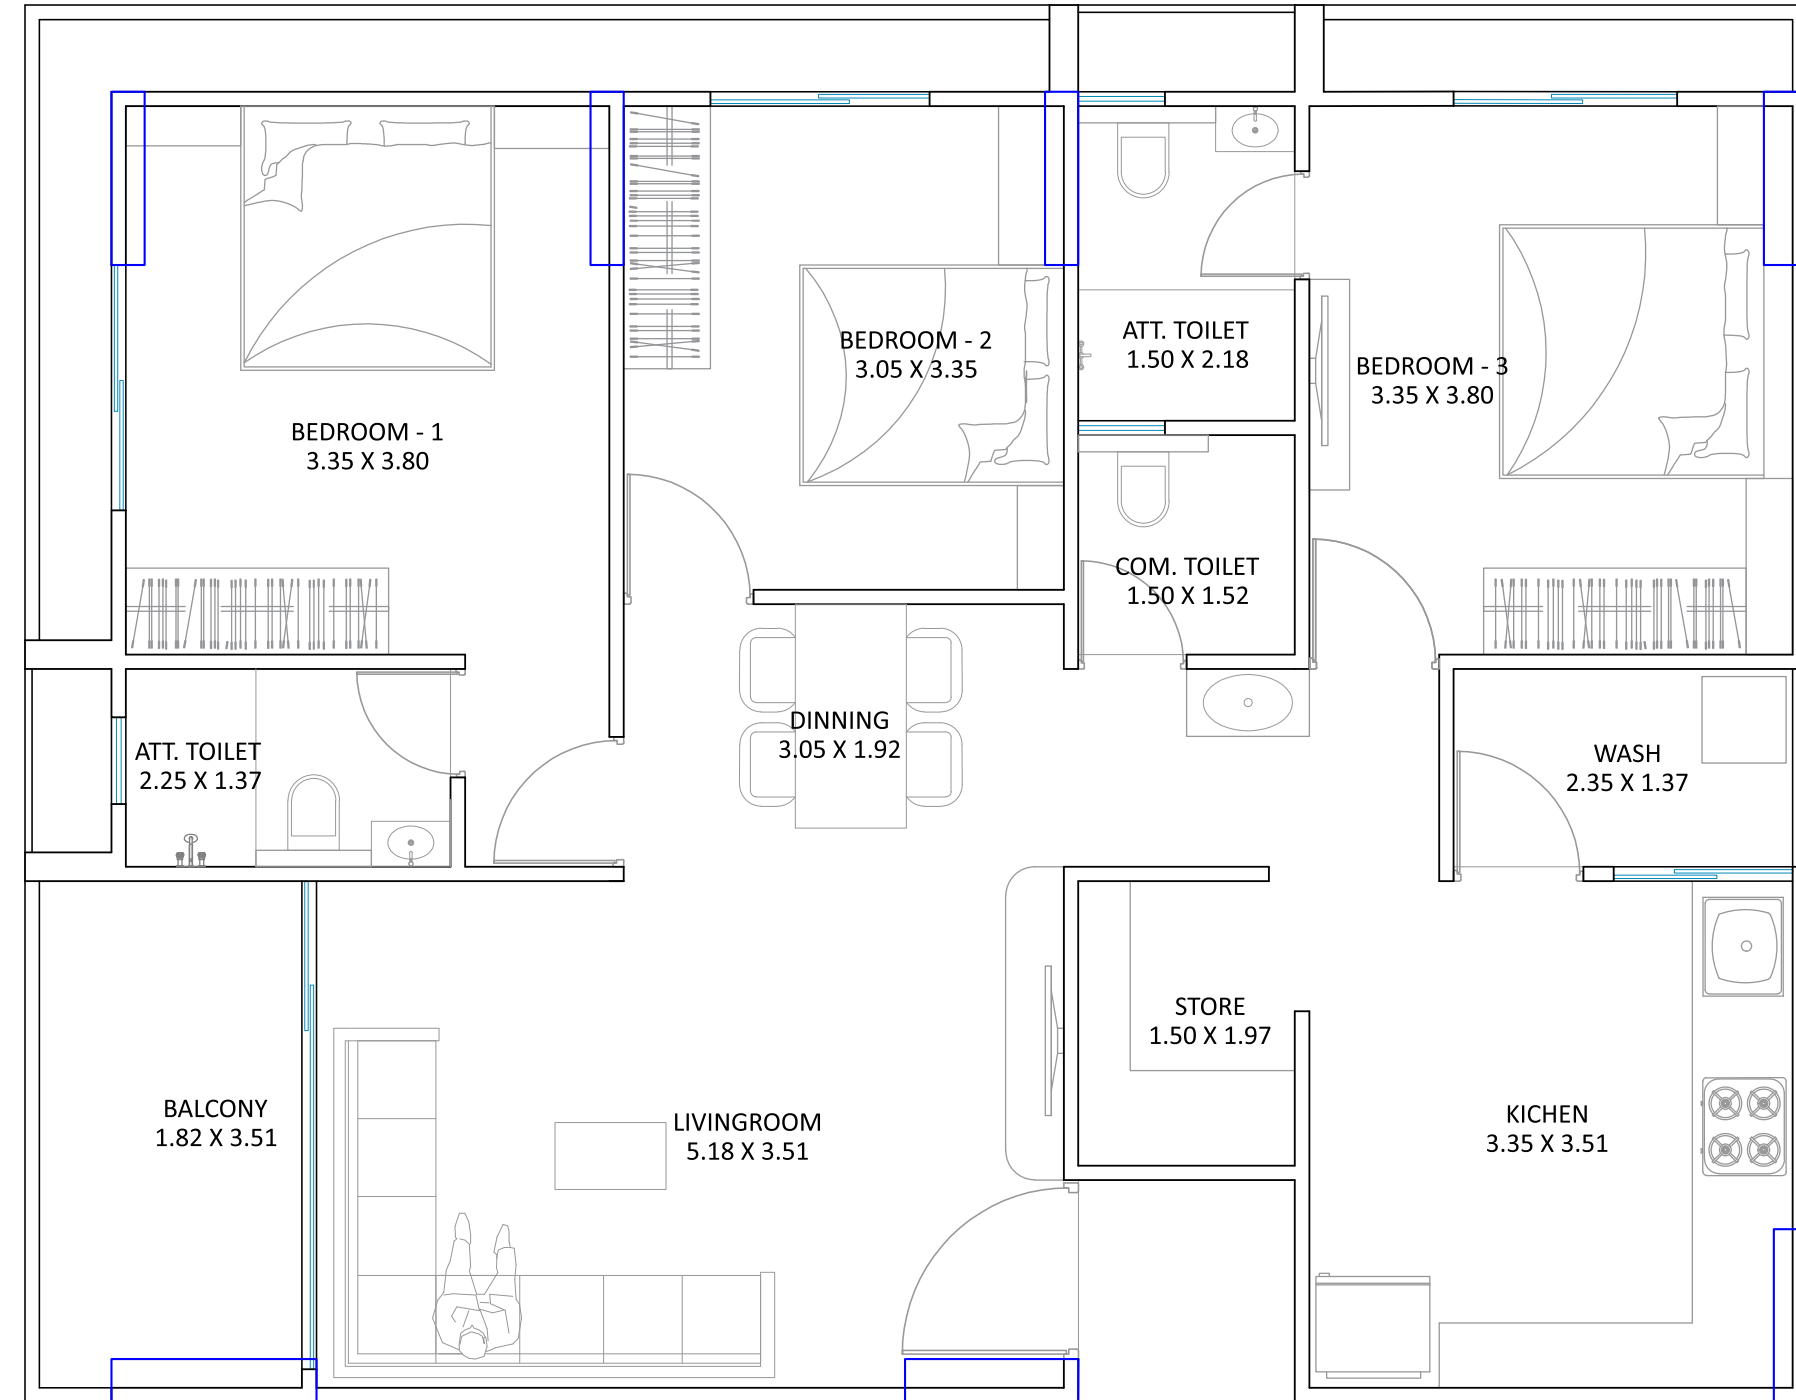 ATT. TOILET
1.50 X 2.18
BEDROOM - 2
3.05 X 3.35
BEDROOM - 3
3.35 X 3.80
BEDROOM - 1
3.35 X 3.80
COM. TOILET
1.50 X 1.52
DINNING
3.05 X 1.92
ATT. TOILET
2.25 X 1.37
WASH
2.35 X 1.37
STORE
1.50 X 1.97
BALCONY
1.82 X 3.51
LIVINGROOM
5.18 X 3.51
KICHEN
3.35 X 3.51